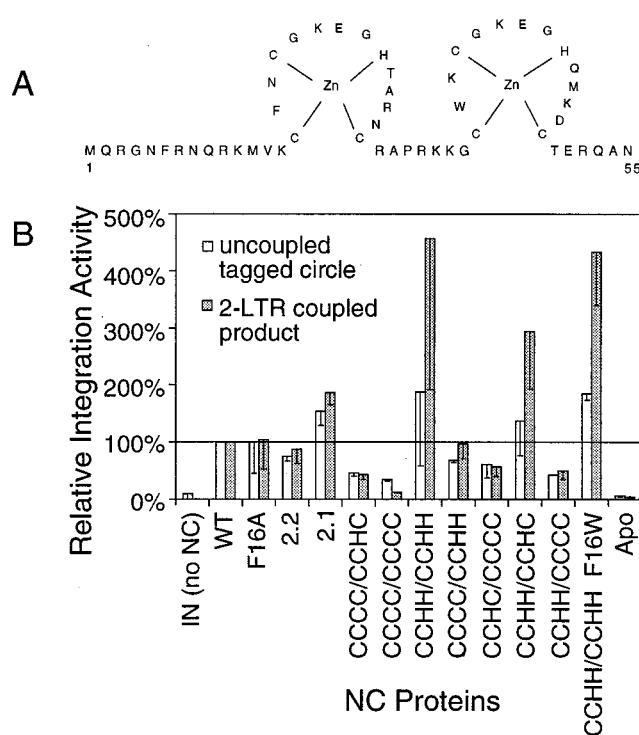 A
G K E G
C H
N Zn T
F A
R
C C N
G K E G
C H
K Zn Q
W M
K
C C D
M Q R G N F R N Q R K M V K R A P R K K G T E R Q A N
1 55
B
Relative Integration Activity
500%
400%
300%
200%
100%
0%
uncoupled tagged circle
2-LTR coupled product
IN (no NC)
WT
F16A
2.2
2.1
CCCC/CCHC
CCCC/CCCC
CCHH/CCHH
CCCC/CCHH
CCHC/CCCC
CCHH/CCHC
CCHH/CCCC
CCHH/CCHH F16W
Apo
NC Proteins